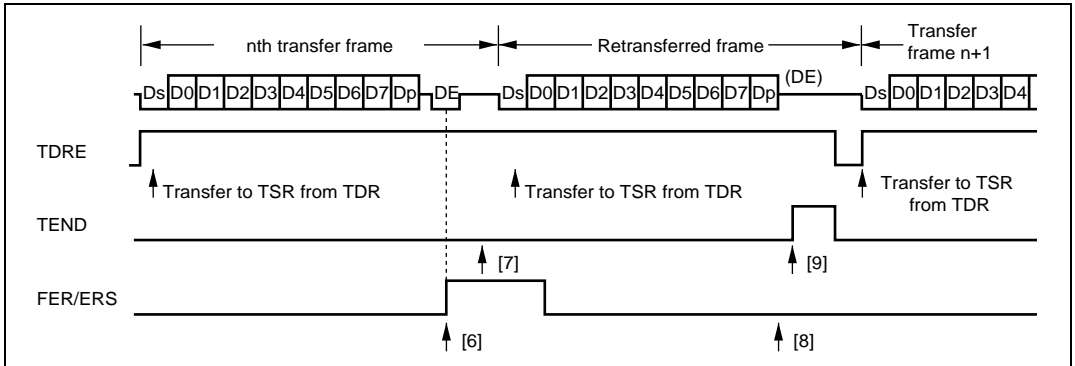 nth transfer frame
Retransferred frame
Transfer
frame n+1
(DE)
Ds D0 D1 D2 D3 D4 D5 D6 D7 Dp DE Ds D0 D1 D2 D3 D4 D5 D6 D7 Dp Ds D0 D1 D2 D3 D4
TDRE
Transfer to TSR from TDR
Transfer to TSR from TDR
Transfer to TSR
from TDR
TEND
[7]
[9]
FER/ERS
[6]
[8]